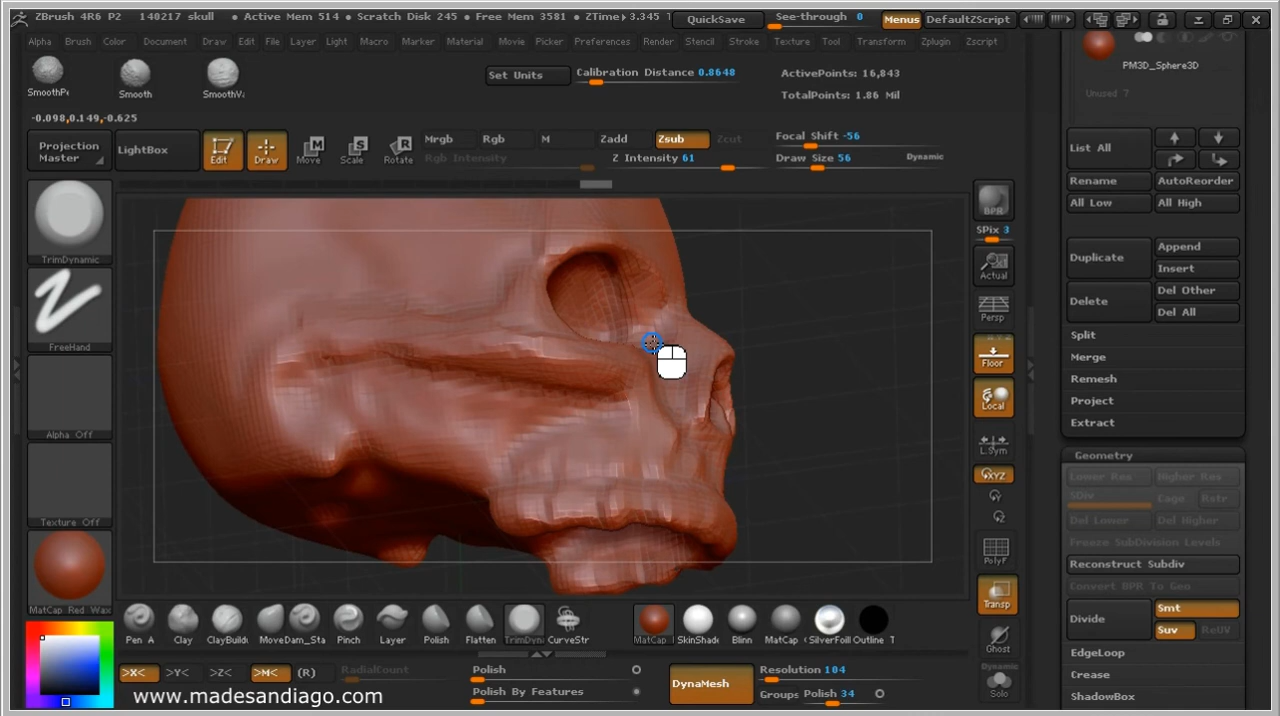 ZBrush 4R6 P2 140217 skull • Active Mem 514 • Scratch Disk 245 • Free Mem 3581 • ZTime▸3.345 T QuickSave See-through 0 Menus DefaultZScript
Alpha Brush Color Document Draw Edit File Layer Light Macro Marker Material Movie Picker Preferences Render Stencil Stroke Texture Tool Transform Zplugin Zscript
PM3D_Sphere3D
Set Units Calibration Distance 0.8648 ActivePoints: 16,843
SmoothPe Smooth SmoothVa
TotalPoints: 1.86 Mil
Unused 7
-0.098,0.149,-0.625
Projection Master LightBox Edit Draw Move Scale Rotate
Mrgb Rgb M Zadd Zsub Zcut Focal Shift -56
Rgb Intensity Z Intensity 61 Draw Size 56 Dynamic
List All
Rename AutoReorder
All Low All High
TrimDynamic
FreeHand
Alpha Off
Texture Off
MatCap Red Wax
BPR
SPix 3
Actual
Persp
Floor
Local
L.Sym
XYZ
PolyF
Transp
Ghost
Dynamic
Solo
Duplicate Append
Insert
Delete Del Other
Del All
Split
Merge
Remesh
Project
Extract
Geometry
Lower Res Higher Res
SDiv Cage Rstr
Del Lower Del Higher
Freeze SubDivision Levels
Reconstruct Subdiv
Convert BPR To Geo
Divide Smt
Suv ReUV
EdgeLoop
Crease
ShadowBox
Pen A Clay ClayBuildu Move Dam_Sta Pinch Layer Polish Flatten TrimDyna CurveStr MatCap SkinShade Blinn MatCap SilverFoil Outline T
>X< >Y< >Z< >M< (R) RadialCount Polish
Polish By Features
DynaMesh Resolution 104
Groups Polish 34
www.madesandiago.com